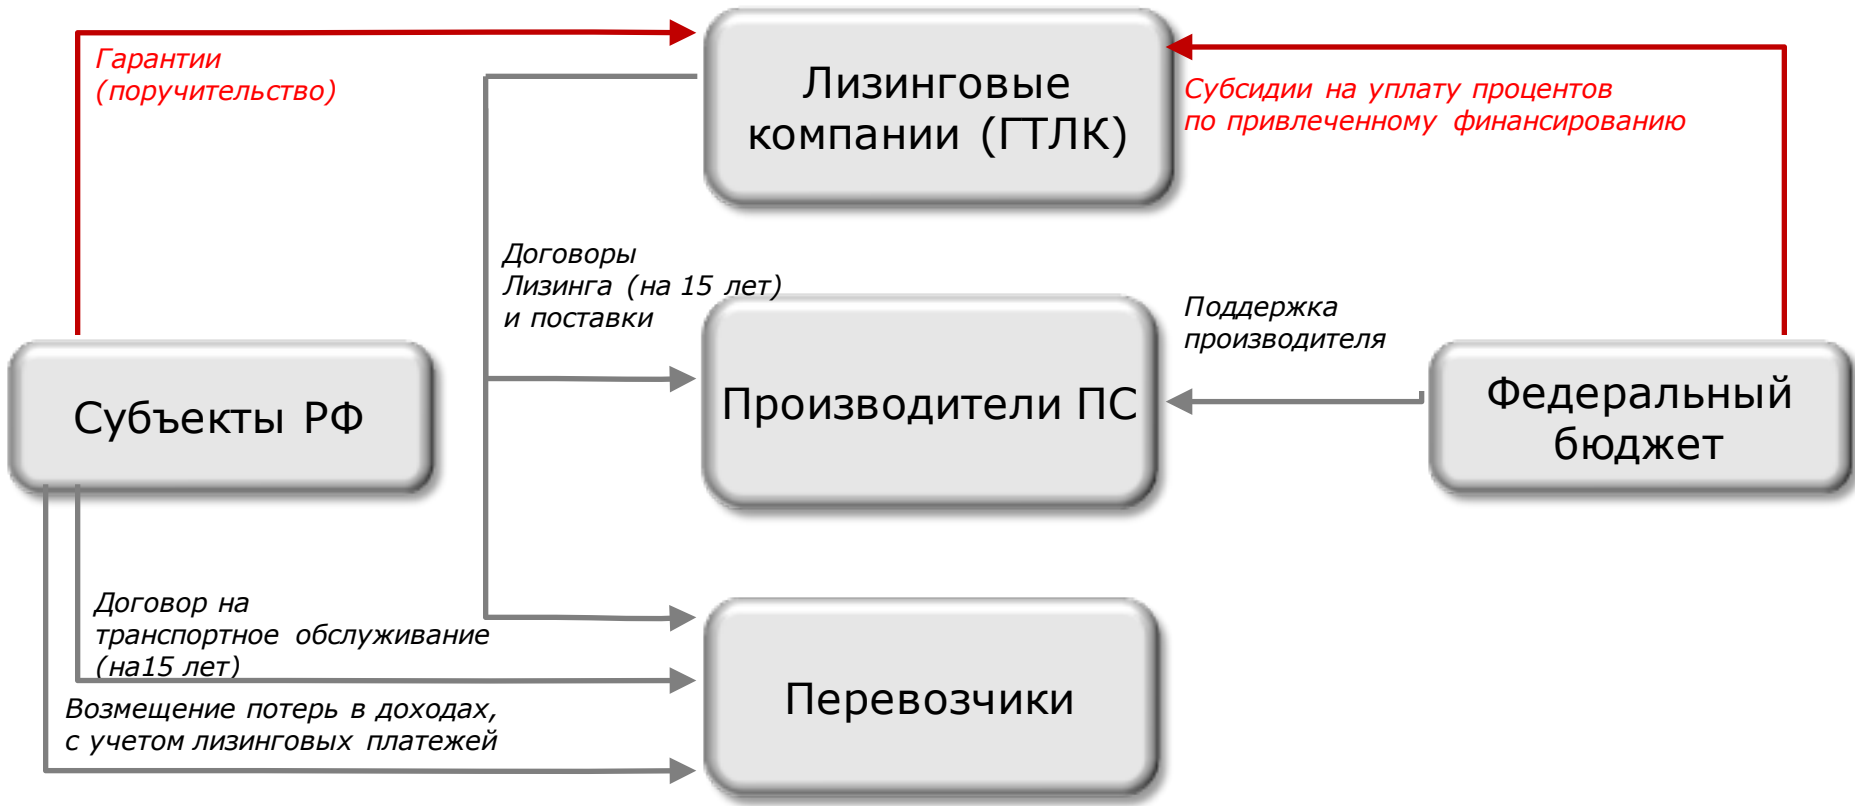 Гарантии
(поручительство)
Лизинговые
компании (ГТЛК)
Субсидии на уплату процентов
по привлеченному финансированию
Договоры
Лизинга (на 15 лет)
и поставки
Поддержка
производителя
Субъекты РФ
Производители ПС
Федеральный
бюджет
Договор на
транспортное обслуживание
(на15 лет)
Возмещение потерь в доходах,
с учетом лизинговых платежей
Перевозчики